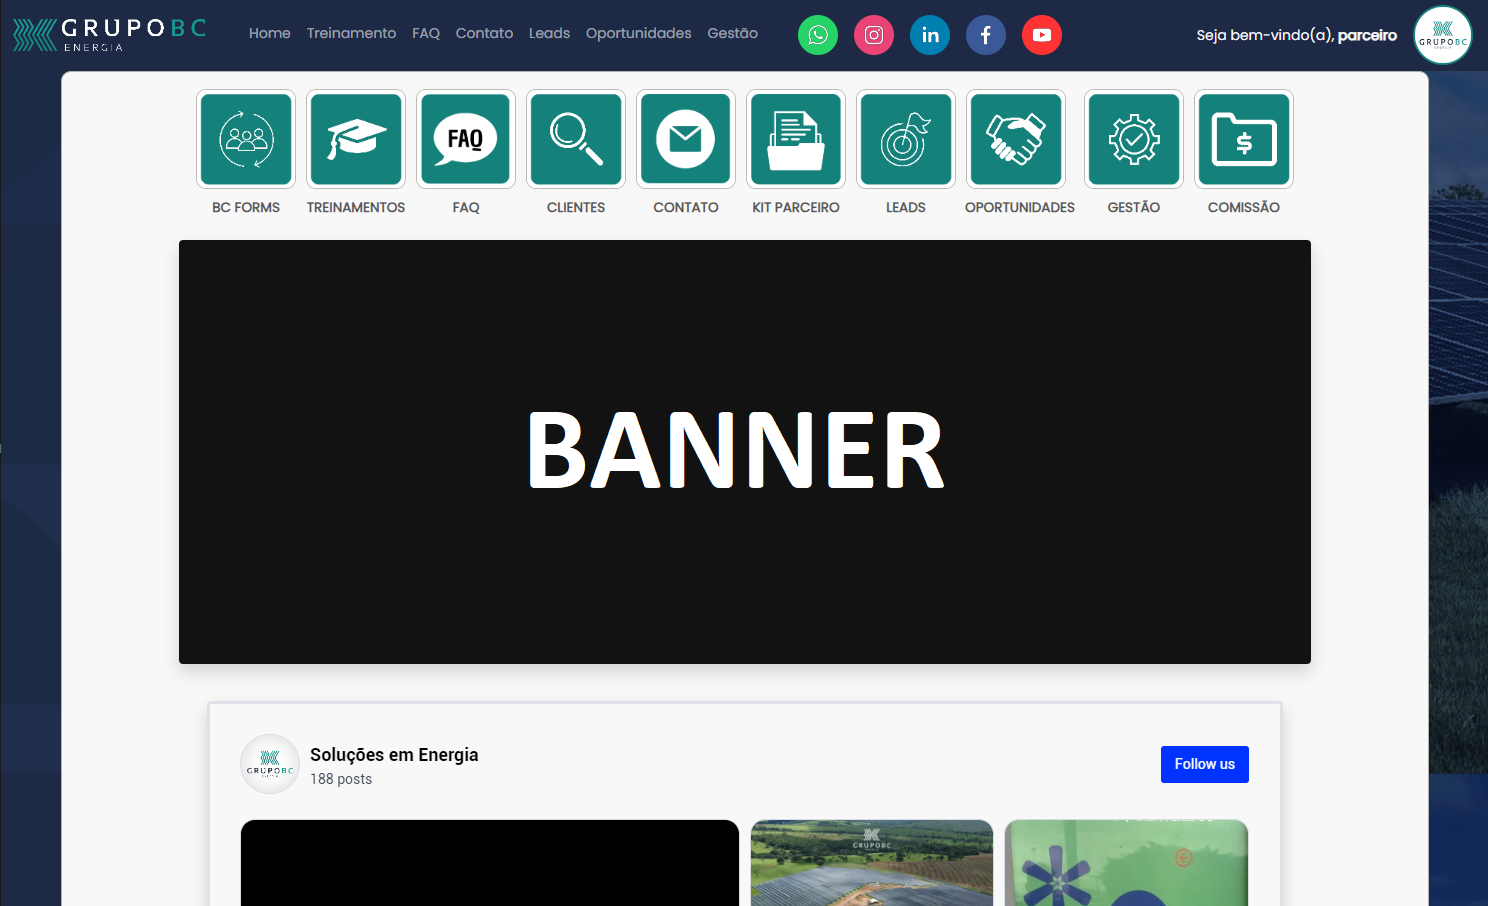 GRUPOBC
ENERGIA
Home Treinamento FAQ Contato Leads Oportunidades Gestão
Seja bem-vindo(a), parceiro
GRUPOBC
FAQ
BC FORMS TREINAMENTOS FAQ CLIENTES CONTATO KIT PARCEIRO LEADS OPORTUNIDADES GESTÃO COMISSÃO
BANNER
GRUPOBC
Soluções em Energia
188 posts
Follow us
GRUPOBC